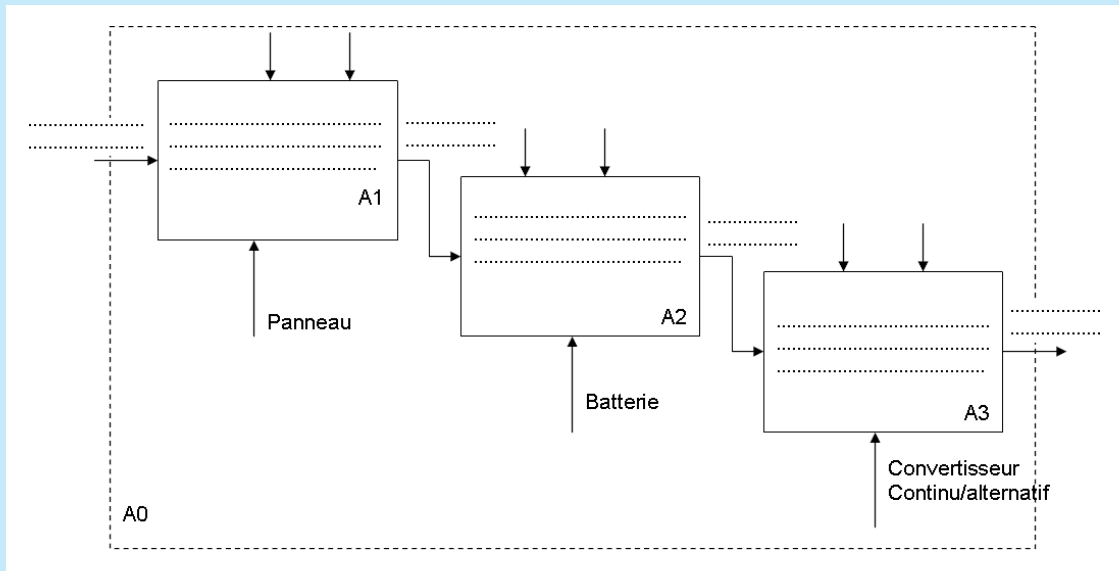 A1
Panneau
A2
Batterie
A3
Convertisseur
Continu/alternatif
A0